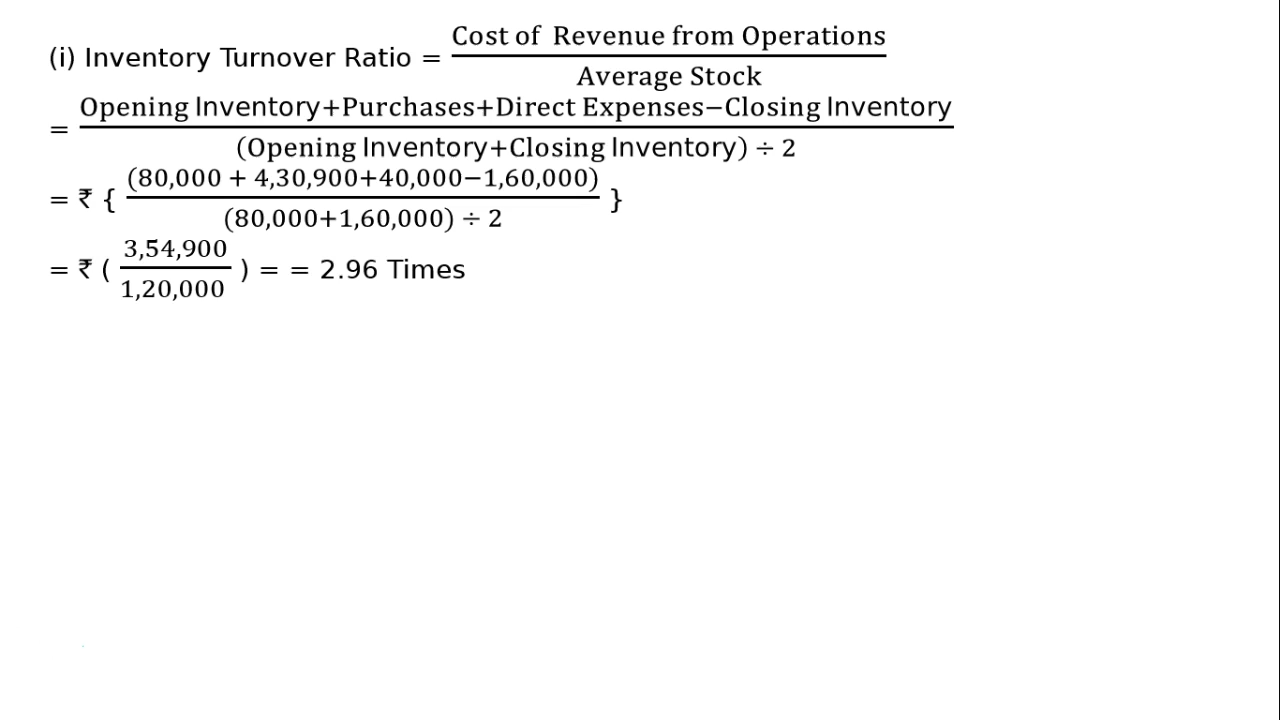 (i) Inventory Turnover Ratio = Cost of Revenue from Operations / Average Stock
= Opening Inventory+Purchases+Direct Expenses−Closing Inventory / (Opening Inventory+Closing Inventory) ÷ 2
= ₹ { (80,000 + 4,30,900+40,000−1,60,000) / (80,000+1,60,000) ÷ 2 }
= ₹ ( 3,54,900 / 1,20,000 ) = = 2.96 Times